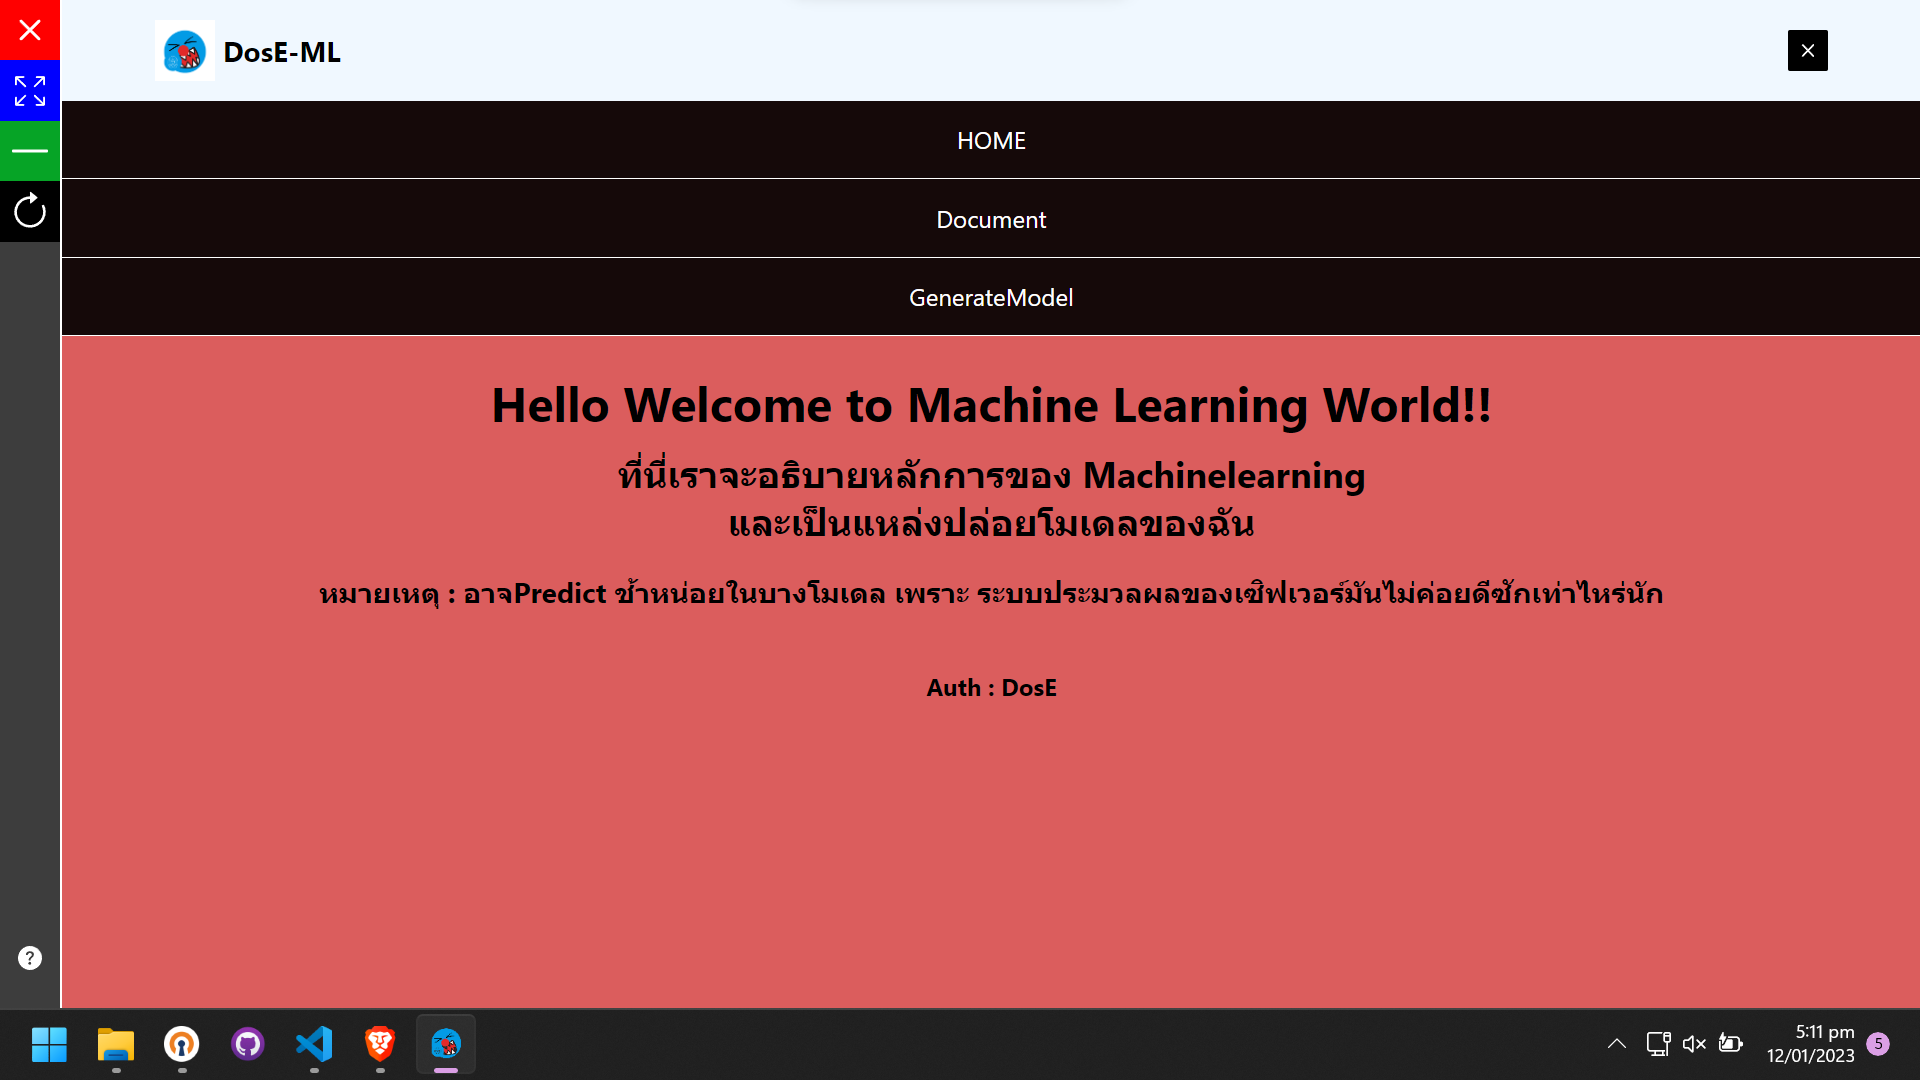 DosE-ML
HOME
Document
GenerateModel
Hello Welcome to Machine Learning World!!
ที่นี่เราจะอธิบายหลักการของ Machinelearning
และเป็นแหล่งปล่อยโมเดลของฉัน
หมายเหตุ : อาจPredict ช้าหน่อยในบางโมเดล เพราะ ระบบประมวลผลของเซิฟเวอร์มันไม่ค่อยดีซักเท่าไหร่นัก
Auth : DosE
?
5:11 pm
12/01/2023
5